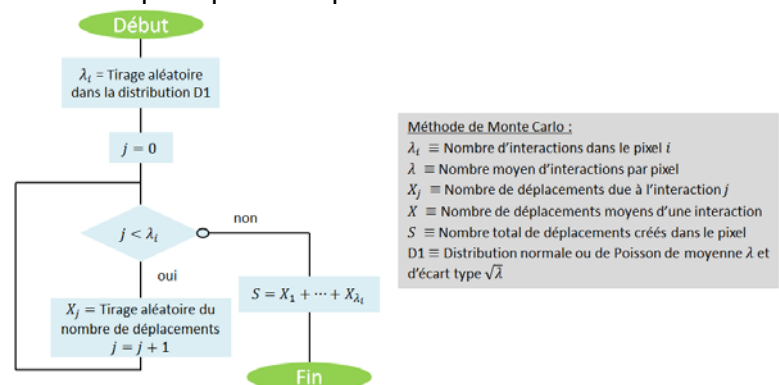 Début
λᵢ = Tirage aléatoire
dans la distribution D1
j = 0
j < λᵢ
non
oui
Xⱼ = Tirage aléatoire du
nombre de déplacements
j = j + 1
S = X₁ + ⋯ + X_λᵢ
Fin
Méthode de Monte Carlo :
λᵢ ≡ Nombre d'interactions dans le pixel i
λ ≡ Nombre moyen d'interactions par pixel
Xⱼ ≡ Nombre de déplacements due à l'interaction j
X ≡ Nombre de déplacements moyens d'une interaction
S ≡ Nombre total de déplacements créés dans le pixel
D1 ≡ Distribution normale ou de Poisson de moyenne λ et
d'écart type √λ